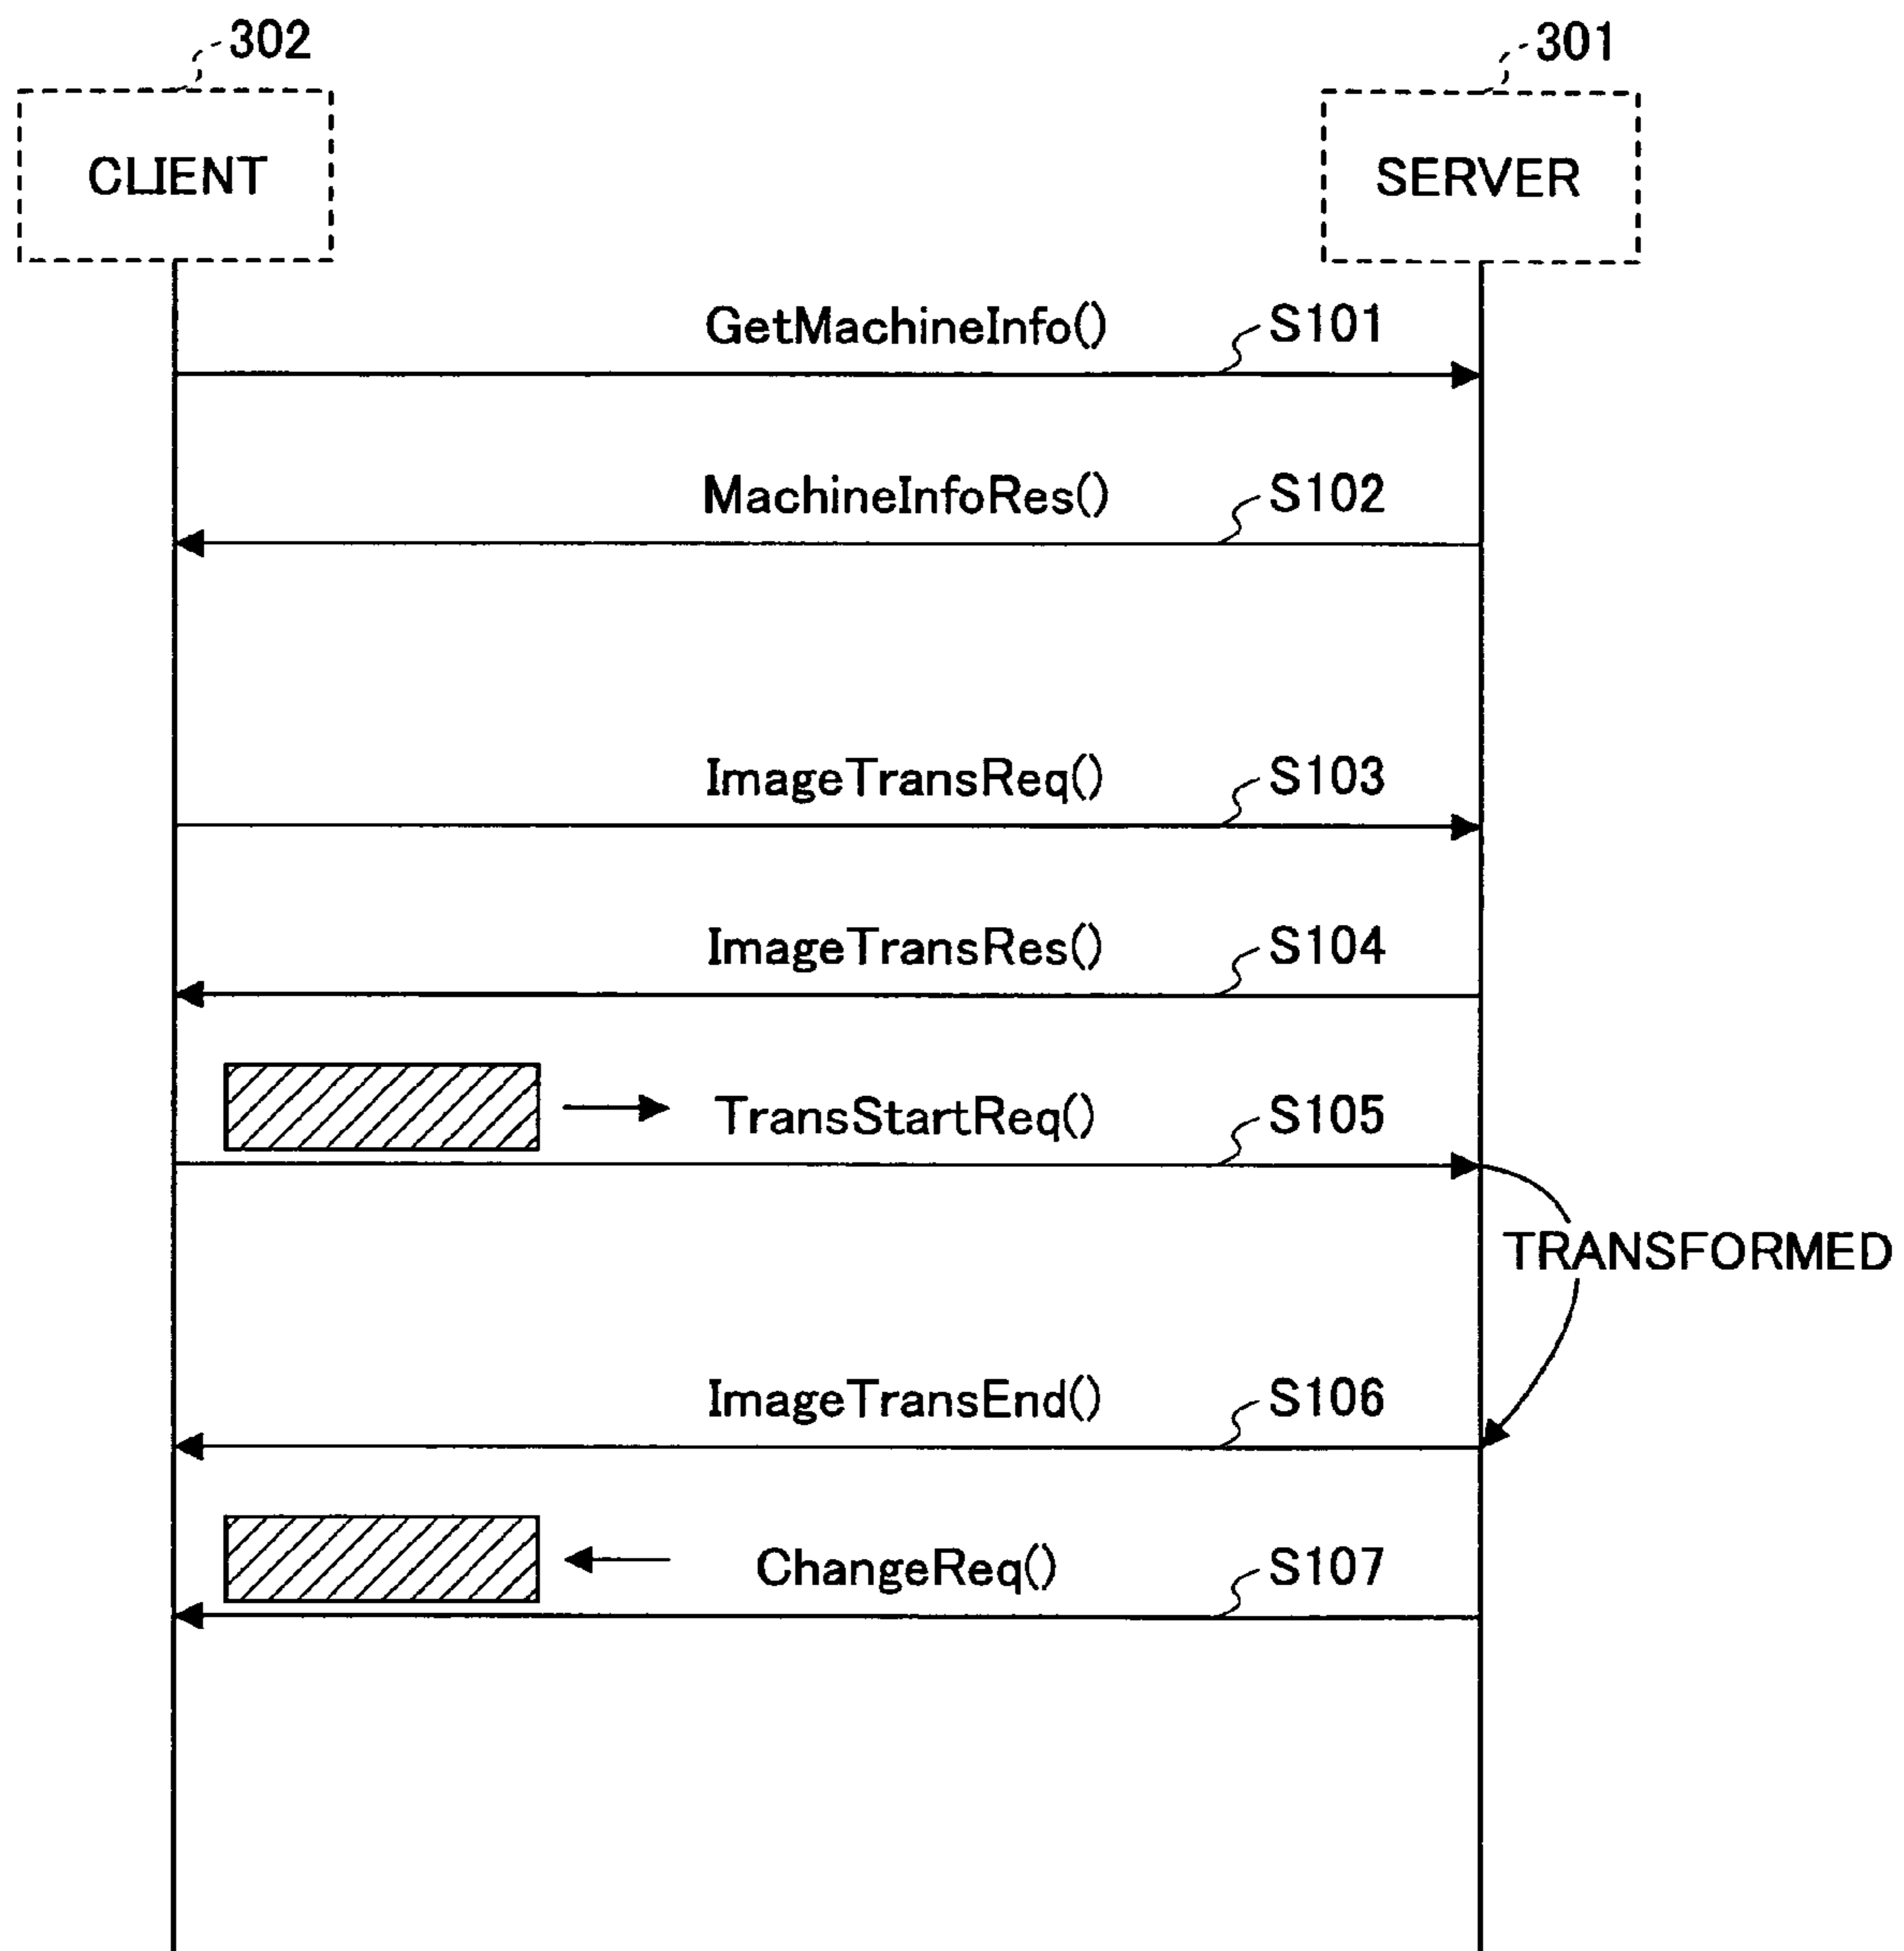 302
301
CLIENT
SERVER
GetMachineInfo()
S101
MachineInfoRes()
S102
ImageTransReq()
S103
ImageTransRes()
S104
TransStartReq()
S105
TRANSFORMED
ImageTransEnd()
S106
ChangeReq()
S107